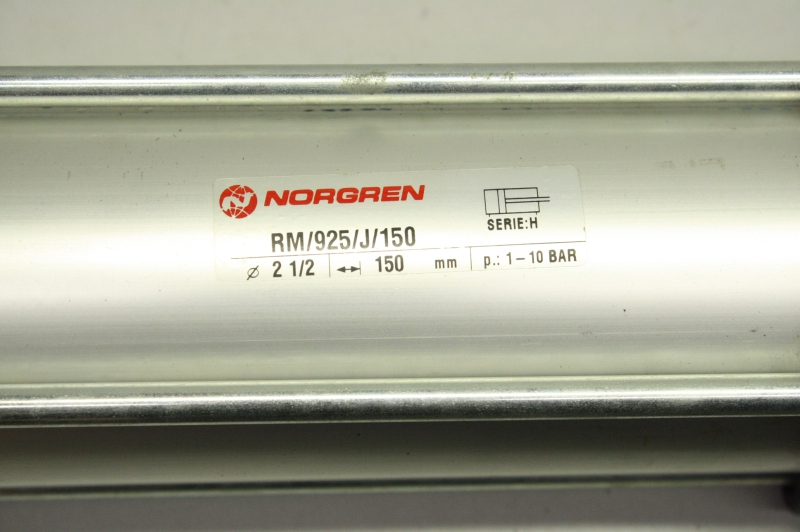 NORGREN
SERIE:H
RM/925/J/150
ø 2 1/2 ↔ 150 mm p.: 1-10 BAR